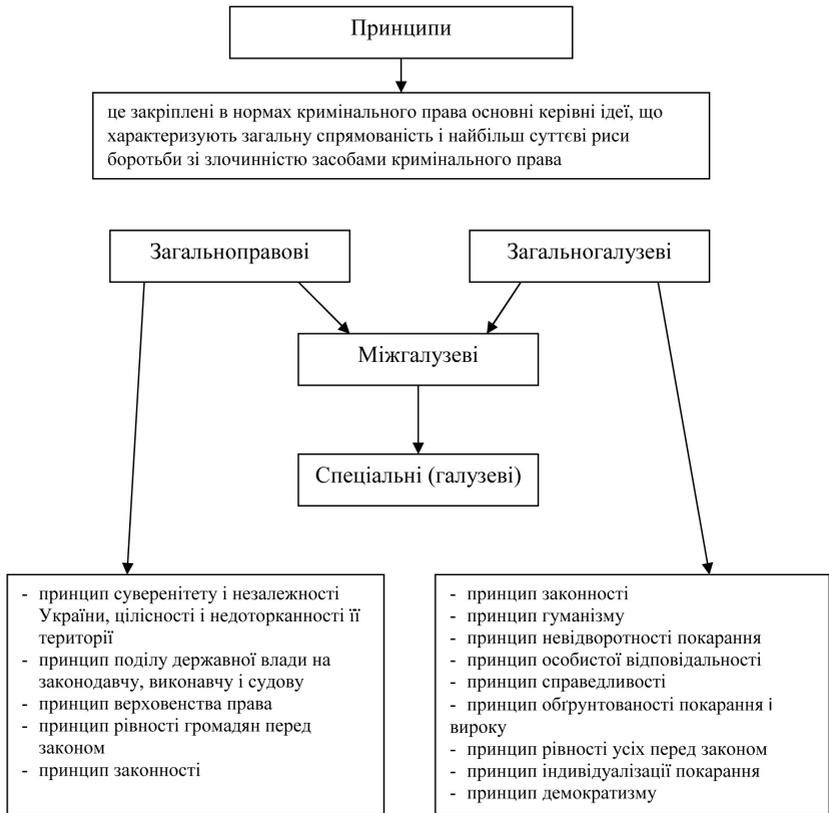 Принципи
це закріплені в нормах кримінального права основні керівні ідеї, що
характеризують загальну спрямованість і найбільш суттєві риси
боротьби зі злочинністю засобами кримінального права
Загальноправові
Загальногалузеві
Міжгалузеві
Спеціальні (галузеві)
- принцип суверенітету і незалежності
України, цілісності і недоторканності її
території
- принцип поділу державної влади на
законодавчу, виконавчу і судову
- принцип верховенства права
- принцип рівності громадян перед
законом
- принцип законності
- принцип законності
- принцип гуманізму
- принцип невідворотності покарання
- принцип особистої відповідальності
- принцип справедливості
- принцип обґрунтованості покарання і
вироку
- принцип рівності усіх перед законом
- принцип індивідуалізації покарання
- принцип демократизму